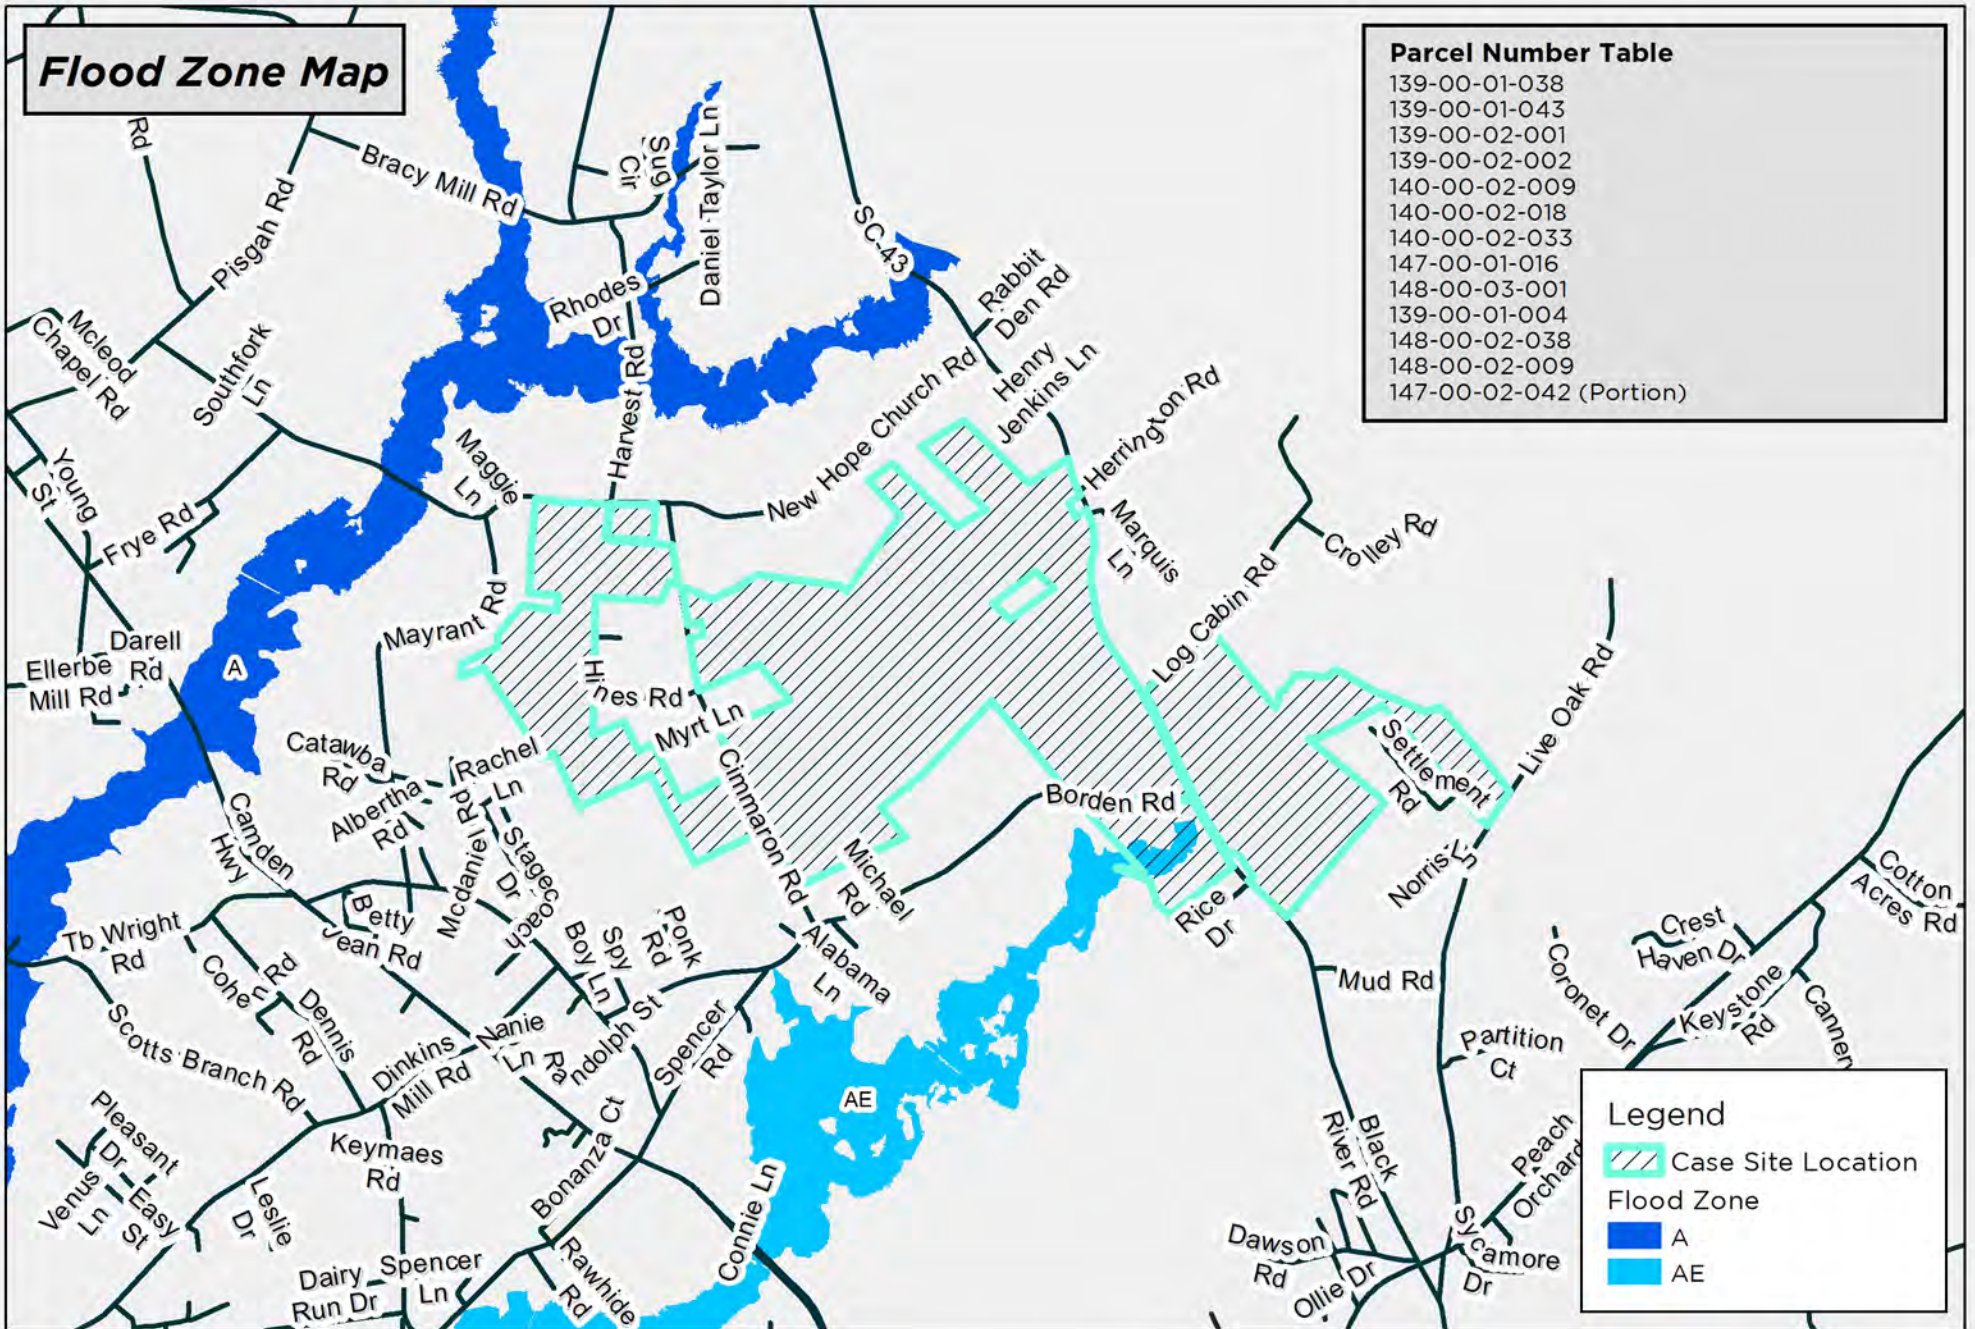 Flood Zone Map
Parcel Number Table
139-00-01-038
139-00-01-043
139-00-02-001
139-00-02-002
140-00-02-009
140-00-02-018
140-00-02-033
147-00-01-016
148-00-03-001
139-00-01-004
148-00-02-038
148-00-02-009
147-00-02-042 (Portion)
Rd
Bracy Mill Rd
Pisgah Rd
Sug
Cir
Daniel Taylor Ln
SC-43
Rabbit
Den Rd
Rhodes
Dr
Mcleod
Chapel Rd
Southfork
Ln
Harvest Rd
Henry
Jenkins Ln
Herrington Rd
New Hope Church Rd
Maggie
Ln
Young
St
Frye Rd
Marquis
Ln
Crolley Rd
Log Cabin Rd
Mayrant Rd
Darell
Rd
Ellerbe
Mill Rd
A
Hines Rd
Myrt Ln
Live Oak Rd
Settlement
Rd
Catawba
Rd
Rachel
Ln
Albertha
Rd
Cimmaron Rd
Borden Rd
Camden
Hwy
Mcdaniel Rd
Stagecoach
Dr
Michael
Rd
Norris Ln
Cotton
Acres Rd
Rice
Dr
Betty
Jean Rd
Tb Wright
Rd
Spy
Boy Ln
Ponk
Rd
Alabama
Ln
Crest
Haven Dr
Coronet Dr
Keystone
Rd
Canner
Mud Rd
Cohen Rd
Dennis
Rd
Scotts Branch Rd
Dinkins
Mill Rd
Nanie
Ln
Randolph St
Spencer
Rd
Partition
Ct
AE
Pleasant
Dr
Easy
St
Venus
Ln
Keymaes
Rd
Leslie
Dr
Bonanza Ct
Connie Ln
Black
River Rd
Peach
Orchard
Sycamore
Dr
Dawson
Rd
Ollie Dr
Dairy
Run Dr
Spencer
Ln
Rawhide
Rd
Legend
Case Site Location
Flood Zone
A
AE